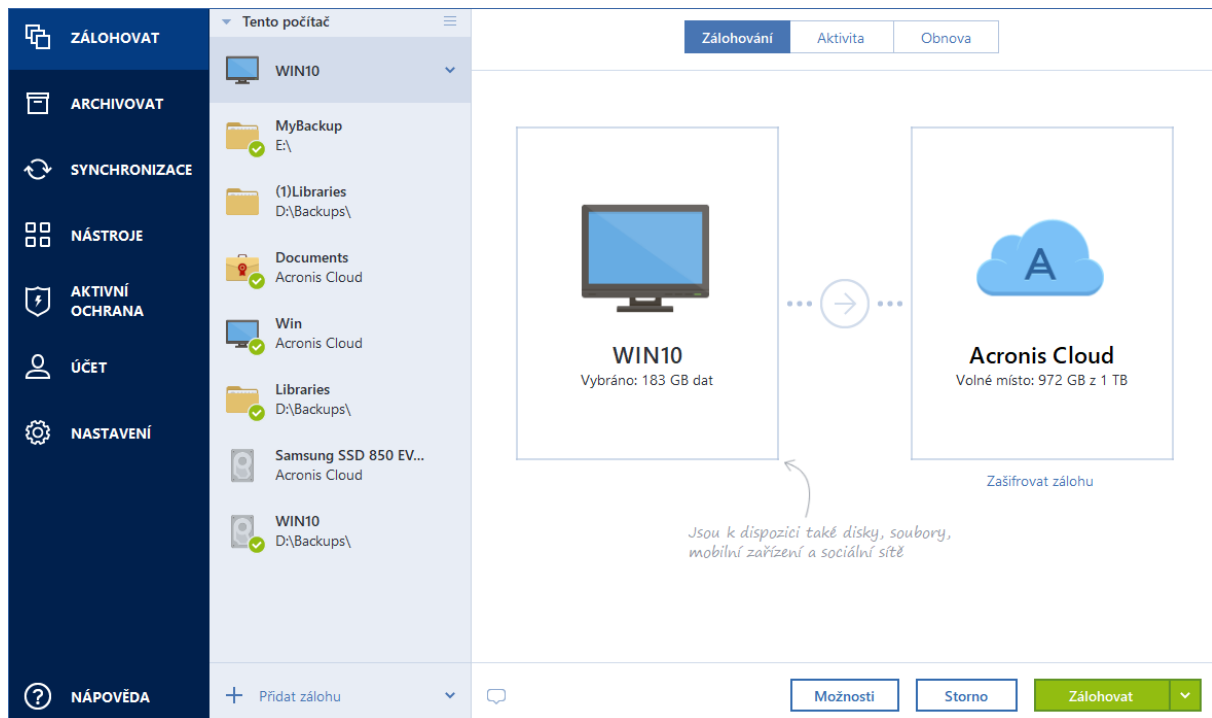 ZÁLOHOVAT
ARCHIVOVAT
SYNCHRONIZACE
NÁSTROJE
AKTIVNÍ
OCHRANA
ÚČET
NASTAVENÍ
NÁPOVĚDA
Tento počítač
WIN10
MyBackup
E:\
(1)Libraries
D:\Backups\
Documents
Acronis Cloud
Win
Acronis Cloud
Libraries
D:\Backups\
Samsung SSD 850 EV...
Acronis Cloud
WIN10
D:\Backups\
Přidat zálohu
Zálohování
Aktivita
Obnova
WIN10
Vybráno: 183 GB dat
Acronis Cloud
Volné místo: 972 GB z 1 TB
Zašifrovat zálohu
Jsou k dispozici také disky, soubory,
mobilní zařízení a sociální sítě
Možnosti
Storno
Zálohovat